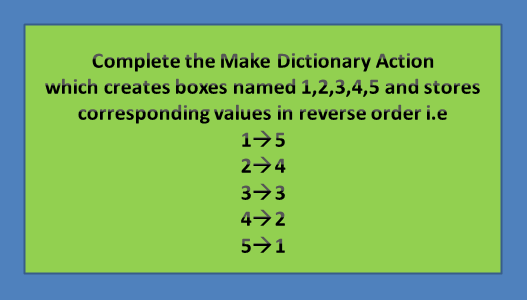 Complete the Make Dictionary Action
which creates boxes named 1,2,3,4,5 and stores
corresponding values in reverse order i.e
1→5
2→4
3→3
4→2
5→1